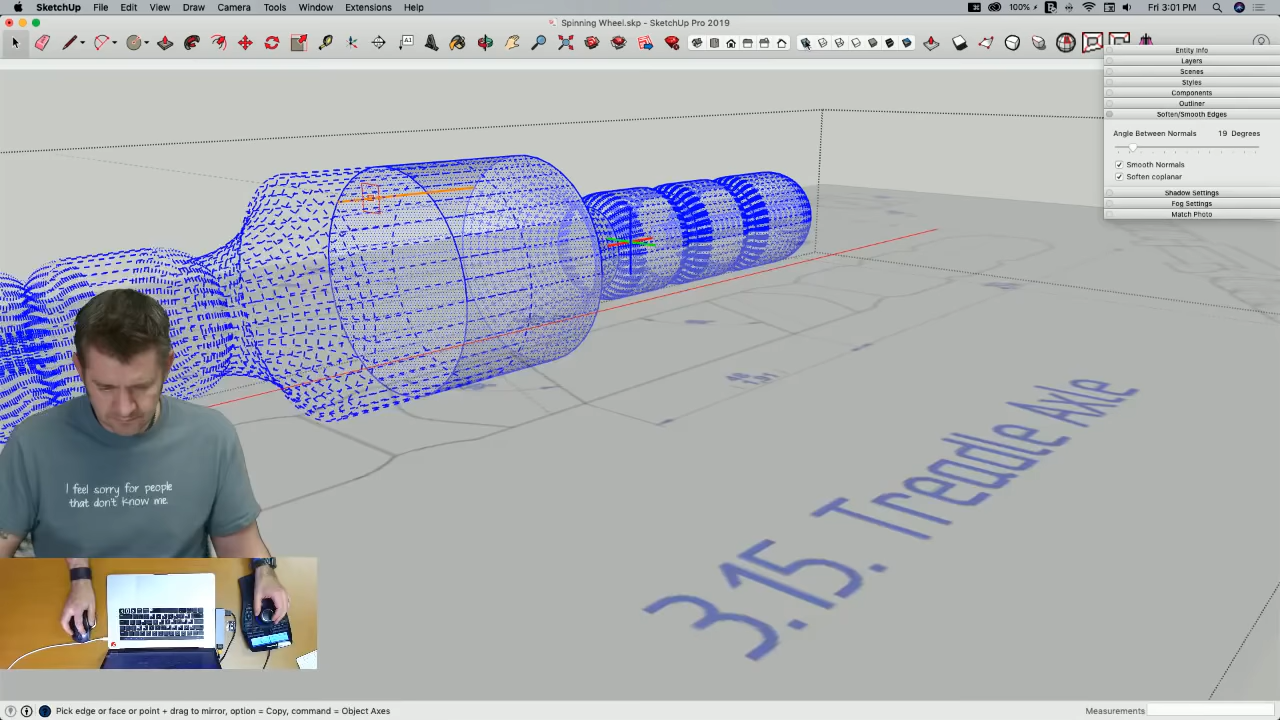 SketchUp File Edit View Draw Camera Tools Window Extensions Help
100% Fri 3:01 PM
Spinning Wheel.skp - SketchUp Pro 2019
Entity Info
Layers
Scenes
Styles
Components
Outliner
Soften/Smooth Edges
Angle Between Normals 19 Degrees
Smooth Normals
Soften coplanar
Shadow Settings
Fog Settings
Match Photo
3.15. Treadle Axle
I feel sorry for people
that don't know me.
Pick edge or face or point + drag to mirror, option = Copy, command = Object Axes
Measurements